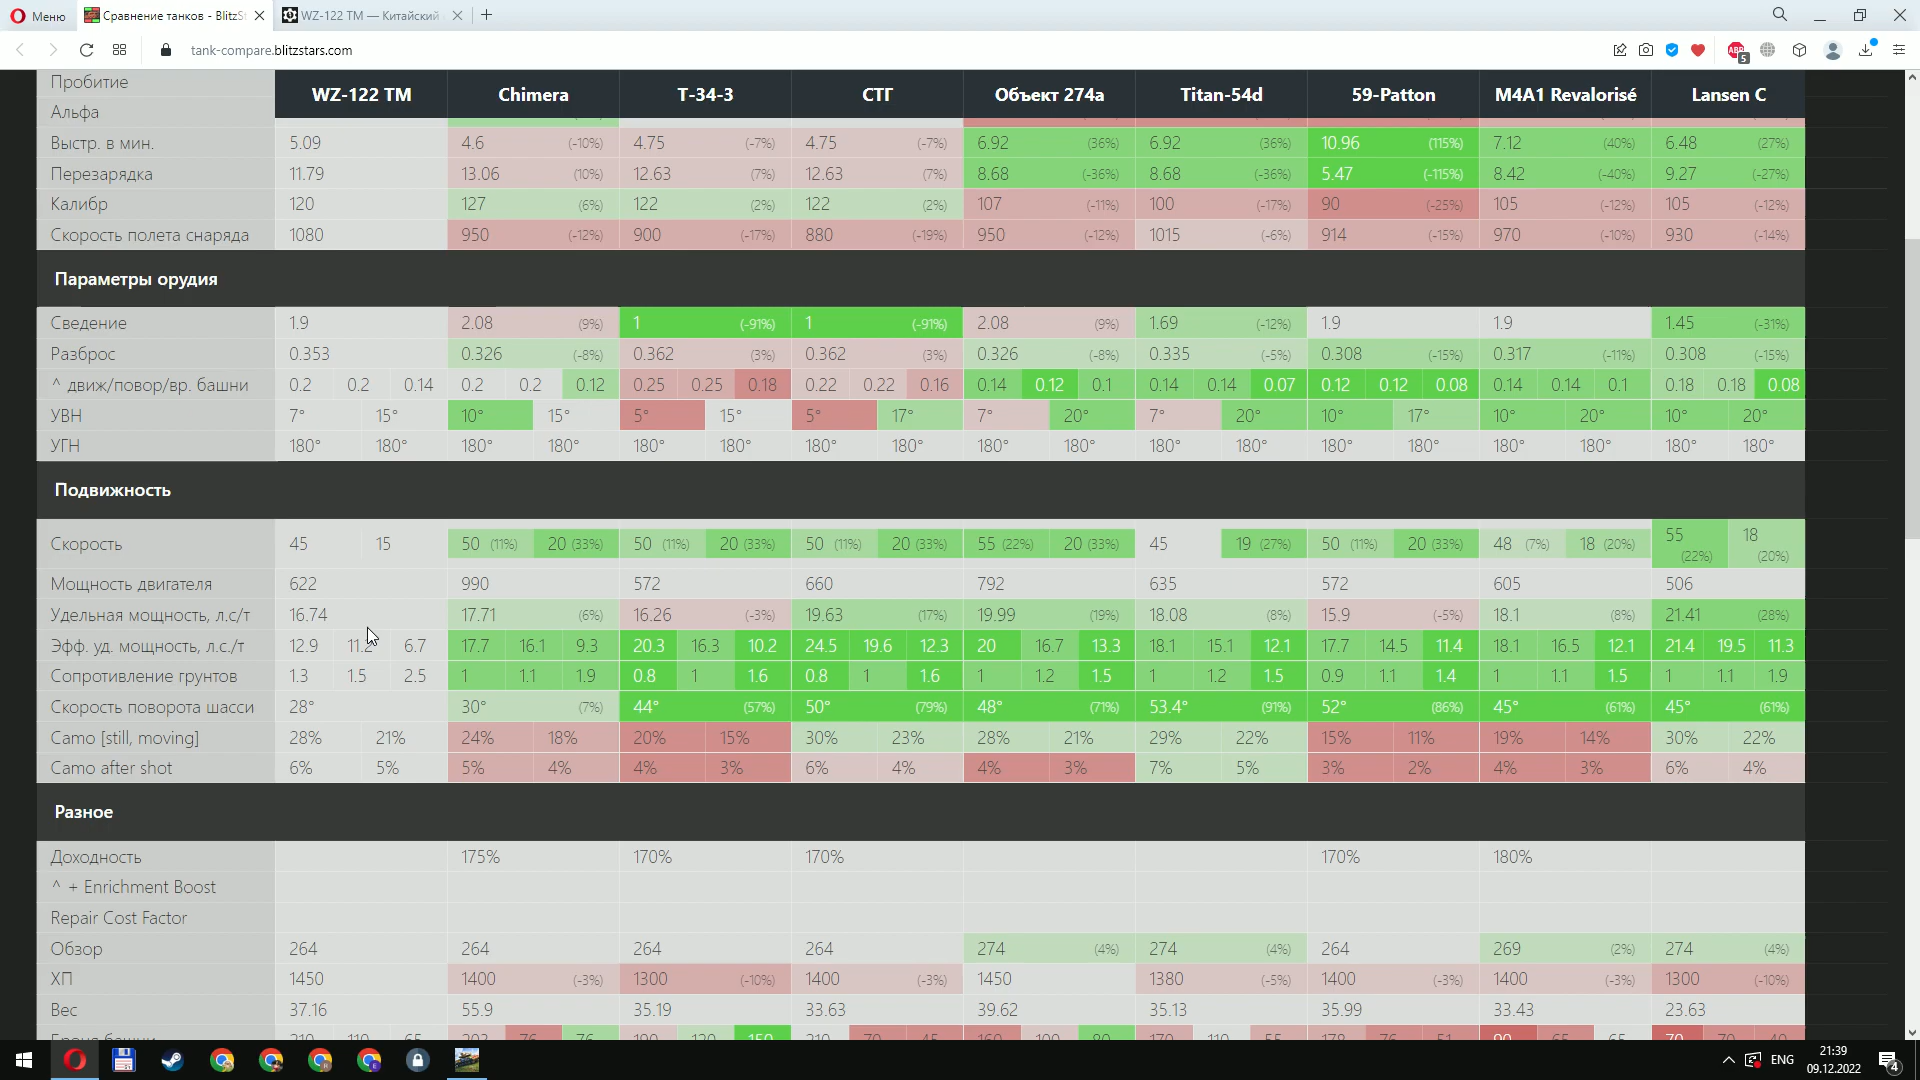 Меню
Сравнение танков - BlitzSt
WZ-122 TM — Китайский
tank-compare.blitzstars.com
5
Пробитие
WZ-122 TM Chimera T-34-3 СТГ Объект 274а Titan-54d 59-Patton M4A1 Revalorisé Lansen C
Альфа
Выстр. в мин. 5.09 4.6 (-10%) 4.75 (-7%) 4.75 (-7%) 6.92 (36%) 6.92 (36%) 10.96 (115%) 7.12 (40%) 6.48 (27%)
Перезарядка 11.79 13.06 (10%) 12.63 (7%) 12.63 (7%) 8.68 (-36%) 8.68 (-36%) 5.47 (-115%) 8.42 (-40%) 9.27 (-27%)
Калибр 120 127 (6%) 122 (2%) 122 (2%) 107 (-11%) 100 (-17%) 90 (-25%) 105 (-12%) 105 (-12%)
Скорость полета снаряда 1080 950 (-12%) 900 (-17%) 880 (-19%) 950 (-12%) 1015 (-6%) 914 (-15%) 970 (-10%) 930 (-14%)
Параметры орудия
Сведение 1.9 2.08 (9%) 1 (-91%) 1 (-91%) 2.08 (9%) 1.69 (-12%) 1.9 1.9 1.45 (-31%)
Разброс 0.353 0.326 (-8%) 0.362 (3%) 0.362 (3%) 0.326 (-8%) 0.335 (-5%) 0.308 (-15%) 0.317 (-11%) 0.308 (-15%)
^ движ/повор/вр. башни 0.2 0.2 0.14 0.2 0.2 0.12 0.25 0.25 0.18 0.22 0.22 0.16 0.14 0.12 0.1 0.14 0.14 0.07 0.12 0.12 0.08 0.14 0.14 0.1 0.18 0.18 0.08
УВН 7° 15° 10° 15° 5° 15° 5° 17° 7° 20° 7° 20° 10° 17° 10° 20° 10° 20°
УГН 180° 180° 180° 180° 180° 180° 180° 180° 180° 180° 180° 180° 180° 180° 180° 180° 180° 180°
Подвижность
Скорость 45 15 50 (11%) 20 (33%) 50 (11%) 20 (33%) 50 (11%) 20 (33%) 55 (22%) 20 (33%) 45 19 (27%) 50 (11%) 20 (33%) 48 (7%) 18 (20%) 55 (22%) 18 (20%)
Мощность двигателя 622 990 572 660 792 635 572 605 506
Удельная мощность, л.с/т 16.74 17.71 (6%) 16.26 (-3%) 19.63 (17%) 19.99 (19%) 18.08 (8%) 15.9 (-5%) 18.1 (8%) 21.41 (28%)
Эфф. уд. мощность, л.с./т 12.9 11.2 6.7 17.7 16.1 9.3 20.3 16.3 10.2 24.5 19.6 12.3 20 16.7 13.3 18.1 15.1 12.1 17.7 14.5 11.4 18.1 16.5 12.1 21.4 19.5 11.3
Сопротивление грунтов 1.3 1.5 2.5 1 1.1 1.9 0.8 1 1.6 0.8 1 1.6 1 1.2 1.5 1 1.2 1.5 0.9 1.1 1.4 1 1.1 1.5 1 1.1 1.9
Скорость поворота шасси 28° 30° (7%) 44° (57%) 50° (79%) 48° (71%) 53.4° (91%) 52° (86%) 45° (61%) 45° (61%)
Camo [still, moving] 28% 21% 24% 18% 20% 15% 30% 23% 28% 21% 29% 22% 15% 11% 19% 14% 30% 22%
Camo after shot 6% 5% 5% 4% 4% 3% 6% 4% 4% 3% 7% 5% 3% 2% 4% 3% 6% 4%
Разное
Доходность 175% 170% 170% 170% 180%
^ + Enrichment Boost
Repair Cost Factor
Обзор 264 264 264 264 274 (4%) 274 (4%) 264 269 (2%) 274 (4%)
ХП 1450 1400 (-3%) 1300 (-10%) 1400 (-3%) 1450 1380 (-5%) 1400 (-3%) 1400 (-3%) 1300 (-10%)
Вес 37.16 55.9 35.19 33.63 39.62 35.13 35.99 33.43 23.63
ENG
21:39
09.12.2022
4